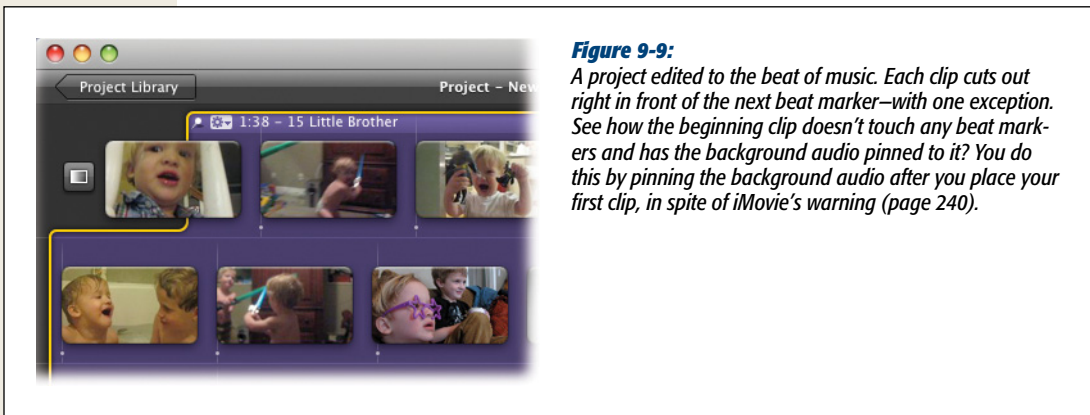 Project Library
Project – New
1:38 – 15 Little Brother
Figure 9-9:
A project edited to the beat of music. Each clip cuts out
right in front of the next beat marker—with one exception.
See how the beginning clip doesn’t touch any beat mark-
ers and has the background audio pinned to it? You do
this by pinning the background audio after you place your
first clip, in spite of iMovie’s warning (page 240).